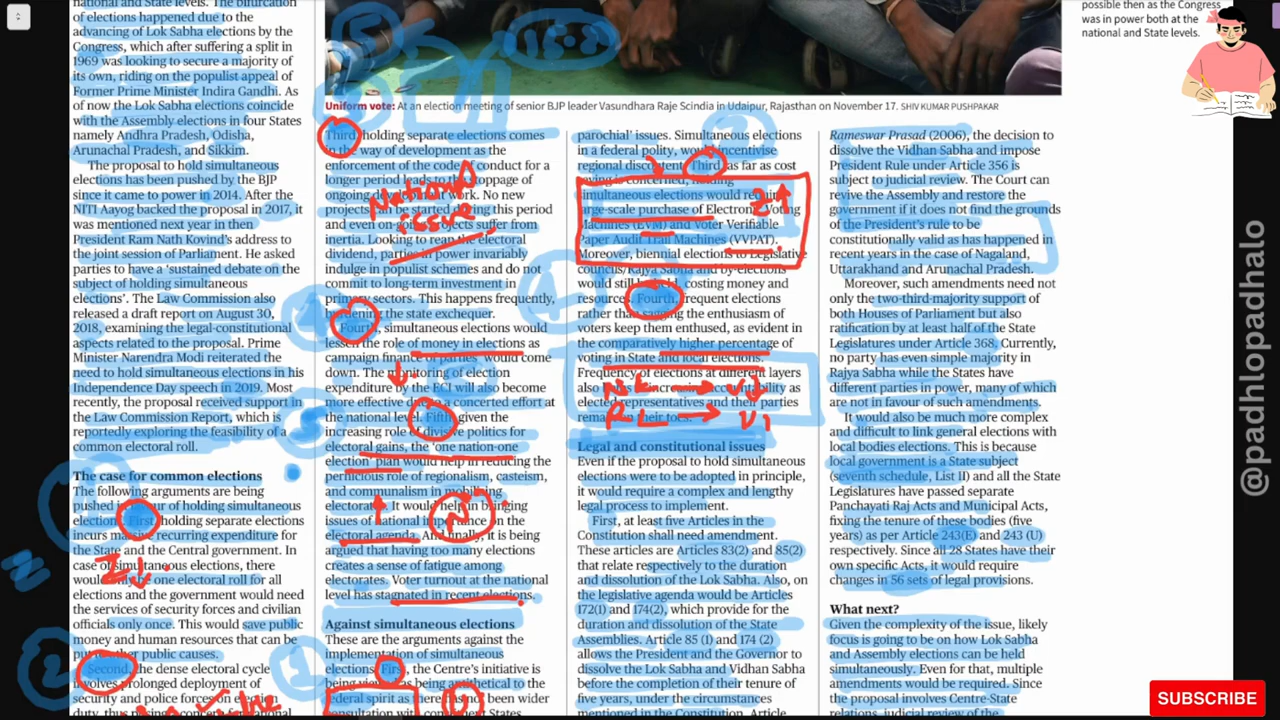 national and State levels. The bifurcation
of elections happened due to the
advancing of Lok Sabha elections by the
Congress, which after suffering a split in
1969 was looking to secure a majority of
its own, riding on the populist appeal of
Former Prime Minister Indira Gandhi. As
of now the Lok Sabha elections coincide
with the Assembly elections in four States
namely Andhra Pradesh, Odisha,
Arunachal Pradesh, and Sikkim.
The proposal to hold simultaneous
elections has been pushed by the BJP
since it came to power in 2014. After the
NITI Aayog backed the proposal in 2017, it
was mentioned next year in then
President Ram Nath Kovind's address to
the joint session of Parliament. He asked
parties to have a 'sustained debate on the
subject of holding simultaneous
elections'. The Law Commission also
released a draft report on August 30,
2018, examining the legal-constitutional
aspects related to the proposal. Prime
Minister Narendra Modi reiterated the
need to hold simultaneous elections in his
Independence Day speech in 2019. Most
recently, the proposal received support in
the Law Commission Report, which is
reportedly exploring the feasibility of a
common electoral roll.
The case for common elections
The following arguments are being
pushed in favour of holding simultaneous
elections. First, holding separate elections
incurs massive recurring expenditure for
the State and the Central government. In
case of simultaneous elections, there
would only be one electoral roll for all
elections and the government would need
the services of security forces and civilian
officials only once. This would save public
money and human resources that can be
put to other public causes.
Second, the dense electoral cycle
involves prolonged deployment of
security and police forces
duty, thus
Uniform vote: At an election meeting of senior BJP leader Vasundhara Raje Scindia in Udaipur, Rajasthan on November 17. SHIV KUMAR PUSHPAKAR
Third, holding separate elections comes
in the way of development as the
enforcement of the code of conduct for a
longer period leads to stoppage of
ongoing development work. No new
projects can be started during this period
and even on-going projects suffer from
inertia. Looking to reap the electoral
dividend, parties in power invariably
indulge in populist schemes and do not
commit to long-term investment in
primary sectors. This happens frequently,
burdening the state exchequer.
Fourth, simultaneous elections would
lessen the role of money in elections as
campaign finance of parties would come
down. The monitoring of election
expenditure by the ECI will also become
more effective due to a concerted effort at
the national level. Fifth, given the
increasing role of divisive politics for
electoral gains, the 'one nation-one
election' plan would help in reducing the
pernicious role of regionalism, casteism,
and communalism in mobilizing
electorate. It would help in bringing
issues of national importance on the
electoral agenda. And finally, it is being
argued that having too many elections
creates a sense of fatigue among
electorates. Voter turnout at the national
level has stagnated in recent elections.
Against simultaneous elections
These are the arguments against the
implementation of simultaneous
elections. First, the Centre's initiative is
being viewed as being antithetical to the
federal spirit as there has not been wider
consultation with States
National
issue
parochial' issues. Simultaneous elections
in a federal polity, would incentivise
regional discontent. Third, as far as cost
saving is concerned, holding
simultaneous elections would require
large-scale purchase of Electronic Voting
Machines (EVM) and Voter Verifiable
Paper Audit Trail Machines (VVPAT).
Moreover, biennial elections to Legislative
councils/Rajya Sabha and by-elections
would still be held, costing money and
resources. Fourth, frequent elections
rather than sagging the enthusiasm of
voters keep them enthused, as evident in
the comparatively higher percentage of
voting in State and local elections.
Frequency of elections at different layers
also helps in increasing accountability as
elected representatives and their parties
remain on their toes.
Legal and constitutional issues
Even if the proposal to hold simultaneous
elections were to be adopted in principle,
it would require a complex and lengthy
legal process to implement.
First, at least five Articles in the
Constitution shall need amendment.
These articles are Articles 83(2) and 85(2)
that relate respectively to the duration
and dissolution of the Lok Sabha. Also, on
the legislative agenda would be Articles
172(1) and 174(2), which provide for the
duration and dissolution of the State
Assemblies. Article 85 (1) and 174 (2)
allows the President and the Governor to
dissolve the Lok Sabha and Vidhan Sabha
before the completion of their tenure of
five years, under the circumstances
mentioned in the Constitution. Article
possible then as the Congress
was in power both at the
national and State levels.
Rameswar Prasad (2006), the decision to
dissolve the Vidhan Sabha and impose
President Rule under Article 356 is
subject to judicial review. The Court can
revive the Assembly and restore the
government if it does not find the grounds
of the President's rule to be
constitutionally valid as has happened in
recent years in the case of Nagaland,
Uttarakhand and Arunachal Pradesh.
Moreover, such amendments need not
only the two-third-majority support of
both Houses of Parliament but also
ratification by at least half of the State
Legislatures under Article 368. Currently,
no party has even simple majority in
Rajya Sabha while the States have
different parties in power, many of which
are not in favour of such amendments.
It would also be much more complex
and difficult to link general elections with
local bodies elections. This is because
local government is a State subject
(seventh schedule, List II) and all the State
Legislatures have passed separate
Panchayati Raj Acts and Municipal Acts,
fixing the tenure of these bodies (five
years) as per Article 243(E) and 243 (U)
respectively. Since all 28 States have their
own specific Acts, it would require
changes in 56 sets of legal provisions.
What next?
Given the complexity of the issue, likely
focus is going to be on how Lok Sabha
and Assembly elections can be held
simultaneously. Even for that, multiple
amendments would be required. Since
the proposal involves Centre-State
relations, judicial review of the
@padhlopadhalo
SUBSCRIBE